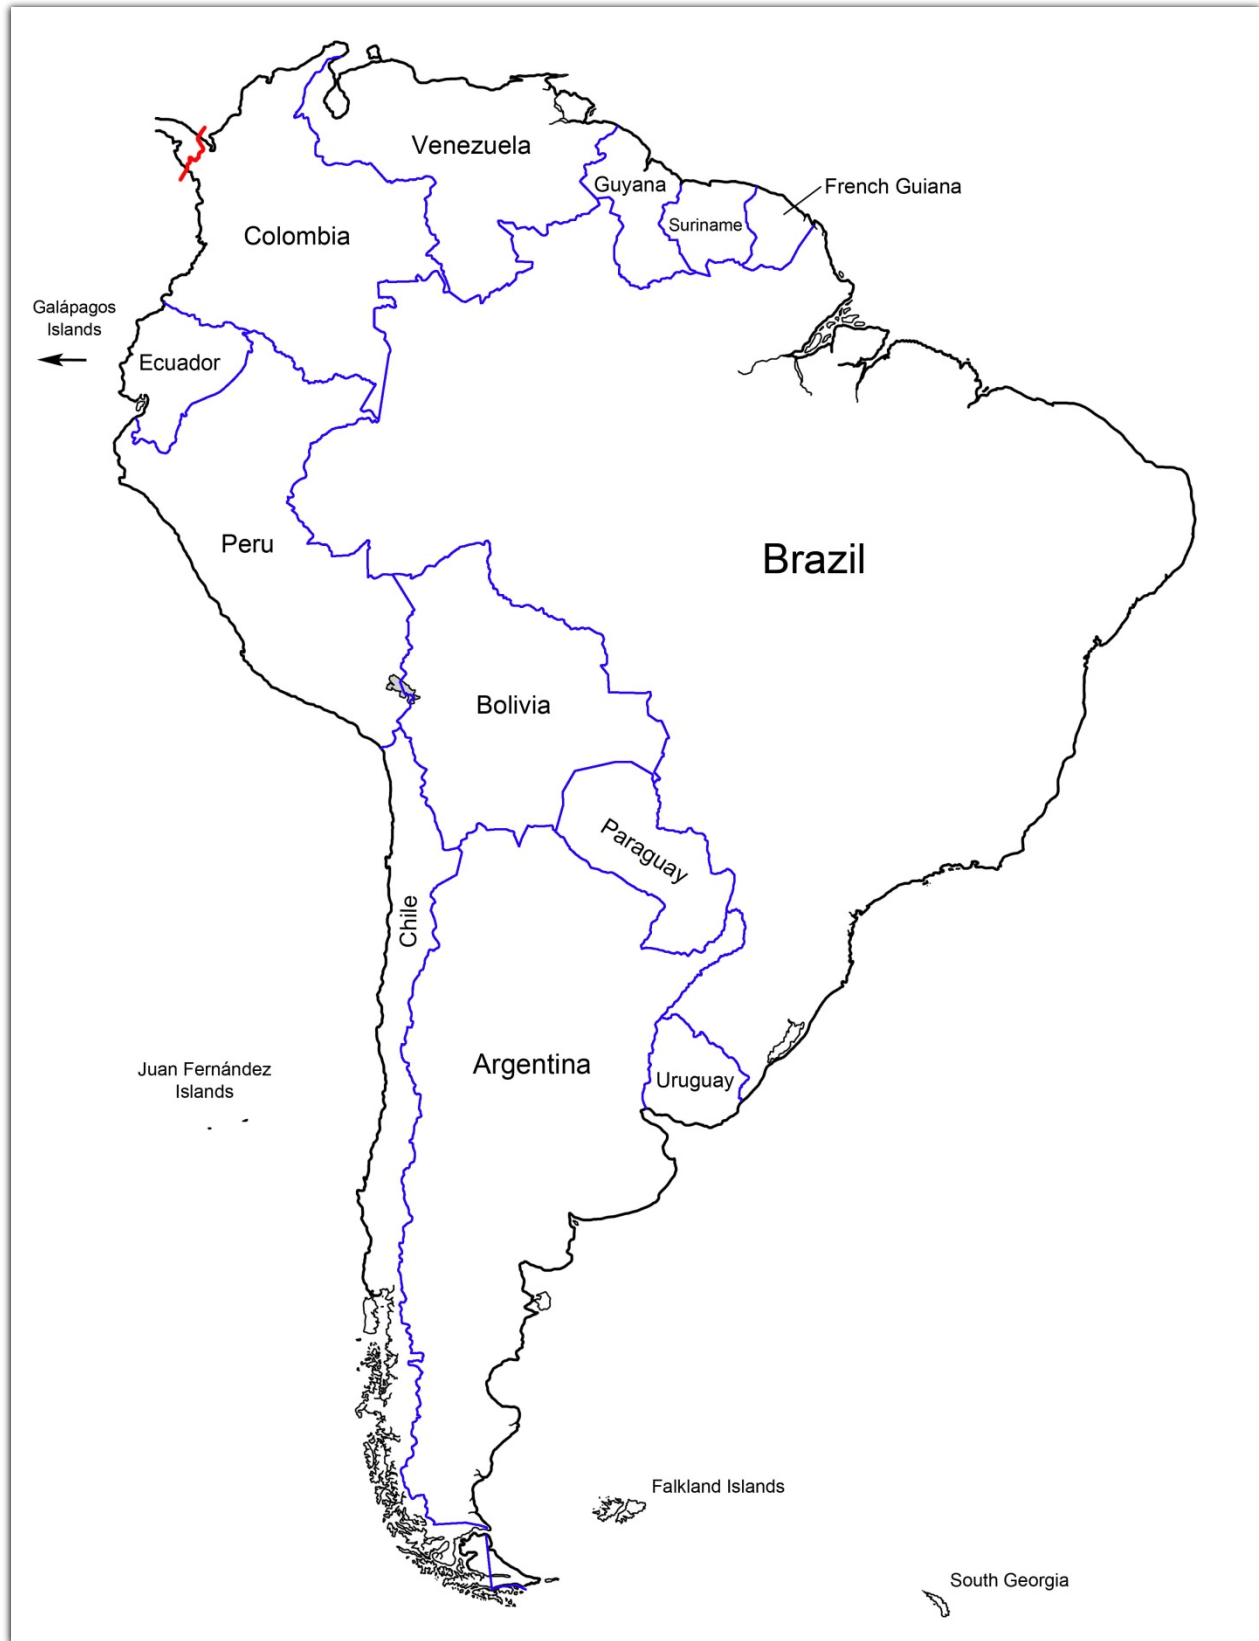 Venezuela
Guyana
French Guiana
Suriname
Colombia
Galápagos
Islands
Ecuador
Peru
Brazil
Bolivia
Paraguay
Chile
Argentina
Juan Fernández
Islands
Uruguay
Falkland Islands
South Georgia